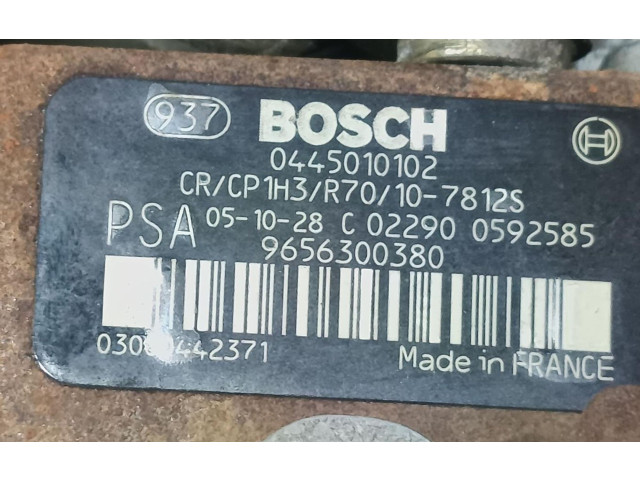 937 BOSCH
0445010102
CR/CP1H3/R70/10-7812S
PSA 05-10-28 C 02290 0592585
9656300380
Made in FRANCE